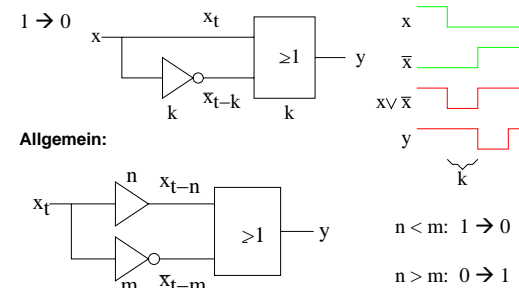 1 → 0
x
x_t
≥1
y
k
x̄_{t–k}
k
x
x̄
x∨ x̄
y
k
Allgemein:
n
x_{t–n}
x_t
≥1
y
m
x̄_{t–m}
n < m: 1 → 0
n > m: 0 → 1